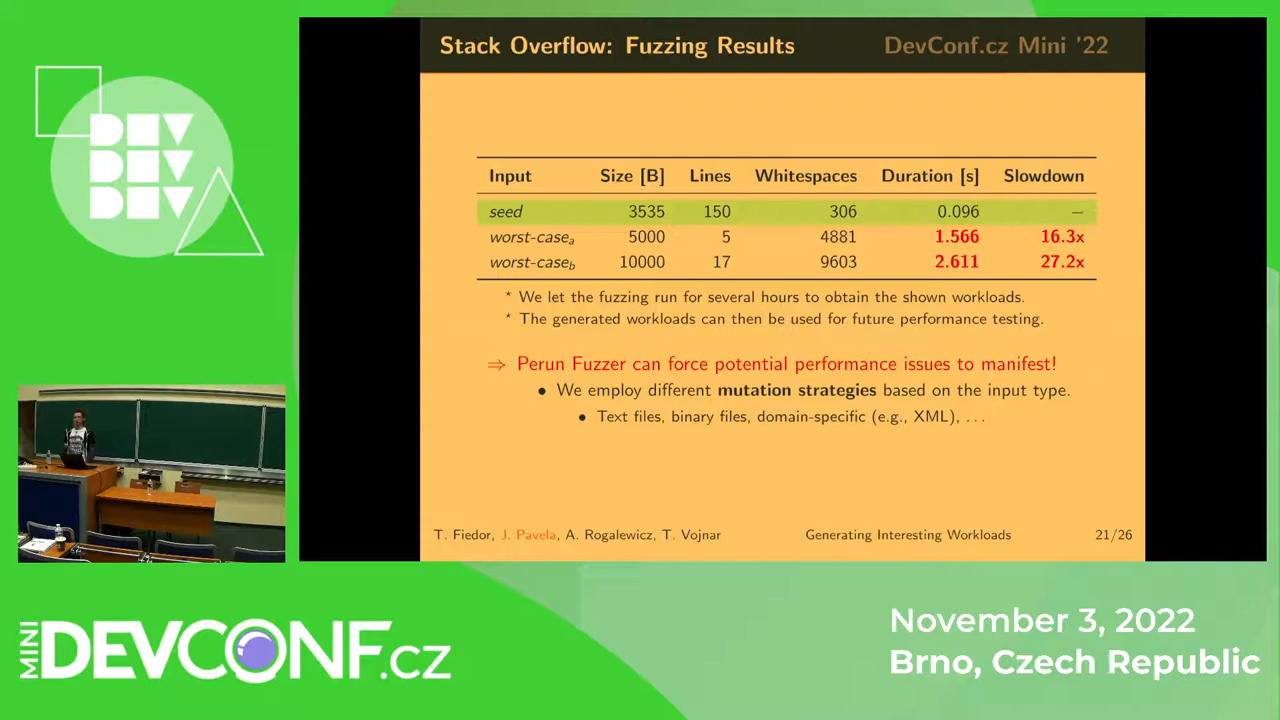 Stack Overflow: Fuzzing Results DevConf.cz Mini '22
DEV
DEV
DEV
Input Size [B] Lines Whitespaces Duration [s] Slowdown
seed 3535 150 306 0.096 –
worst-case_a 5000 5 4881 1.566 16.3x
worst-case_b 10000 17 9603 2.611 27.2x
* We let the fuzzing run for several hours to obtain the shown workloads.
* The generated workloads can then be used for future performance testing.
⇒ Perun Fuzzer can force potential performance issues to manifest!
• We employ different mutation strategies based on the input type.
• Text files, binary files, domain-specific (e.g., XML), ...
T. Fiedor, J. Pavela, A. Rogalewicz, T. Vojnar Generating Interesting Workloads 21/26
MINI DEVCONF.cz
November 3, 2022
Brno, Czech Republic